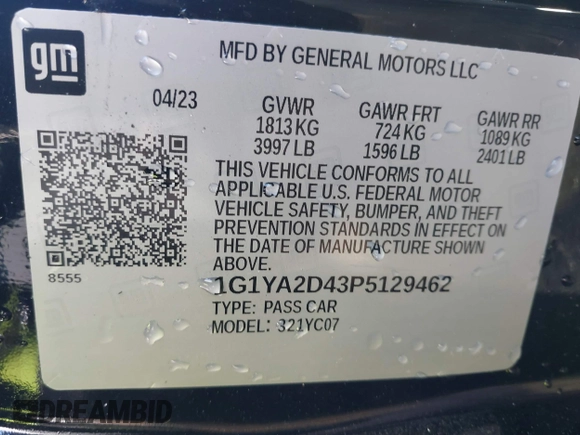 gm
MFD BY GENERAL MOTORS LLC
04/23
GVWR
1813 KG
3997 LB
GAWR FRT
724 KG
1596 LB
GAWR RR
1089 KG
2401 LB
THIS VEHICLE CONFORMS TO ALL
APPLICABLE U.S. FEDERAL MOTOR
VEHICLE SAFETY, BUMPER, AND THEFT
PREVENTION STANDARDS IN EFFECT ON
THE DATE OF MANUFACTURE SHOWN
ABOVE.
8555
1G1YA2D43P5129462
TYPE: PASS CAR
MODEL: 321YC07
DREAMBID